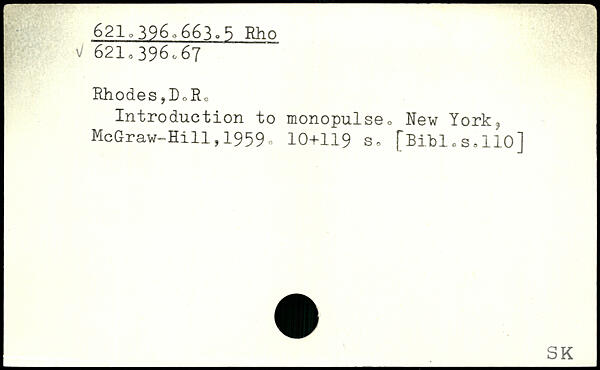 621.396.663.5 Rho
√ 621.396.67
Rhodes,D.R.
Introduction to monopulse. New York,
McGraw-Hill,1959. 10+119 s. [Bibl.s.110]
SK